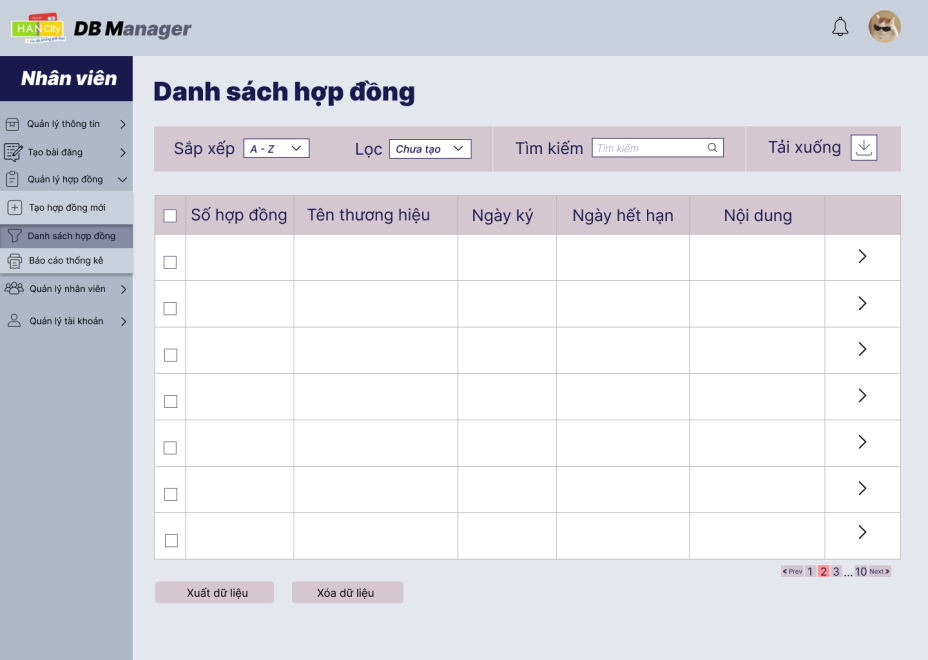 HANCity DB Manager
Nhân viên
Quản lý thông tin
Tạo bài đăng
Quản lý hợp đồng
Tạo hợp đồng mới
Danh sách hợp đồng
Báo cáo thống kê
Quản lý nhân viên
Quản lý tài khoản
Danh sách hợp đồng
Sắp xếp A - Z Lọc Chưa tạo Tìm kiếm Tìm kiếm Tải xuống
Số hợp đồng Tên thương hiệu Ngày ký Ngày hết hạn Nội dung
Prev 1 2 3 ... 10 Next
Xuất dữ liệu Xóa dữ liệu